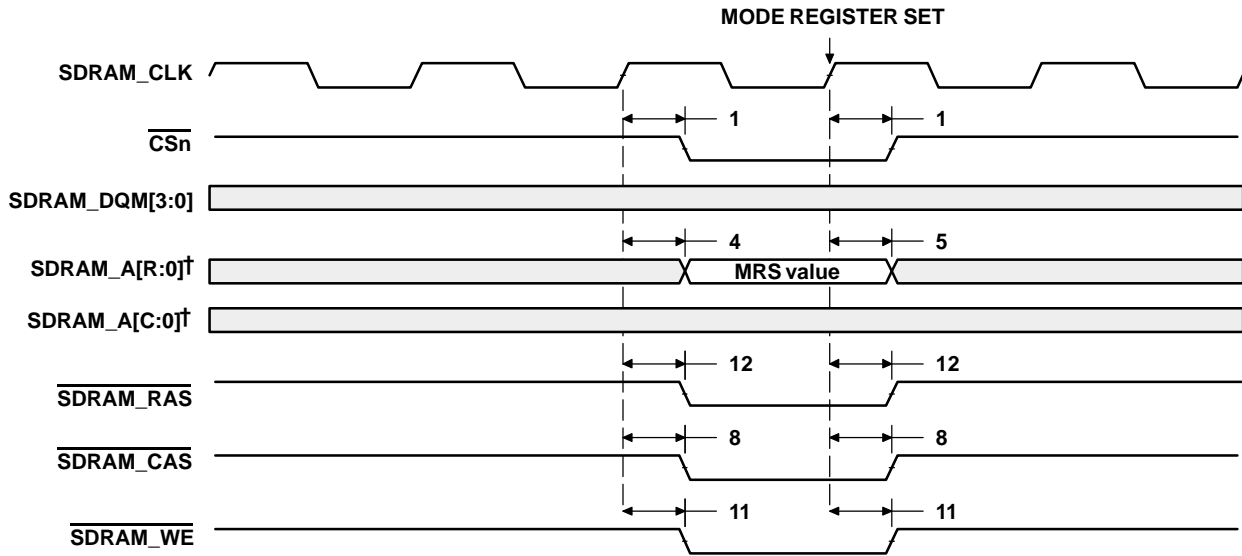 MODE REGISTER SET
SDRAM_CLK
1 1
CSn
SDRAM_DQM[3:0]
4 5
SDRAM_A[R:0]† MRS value
SDRAM_A[C:0]†
12 12
SDRAM_RAS
8 8
SDRAM_CAS
11 11
SDRAM_WE